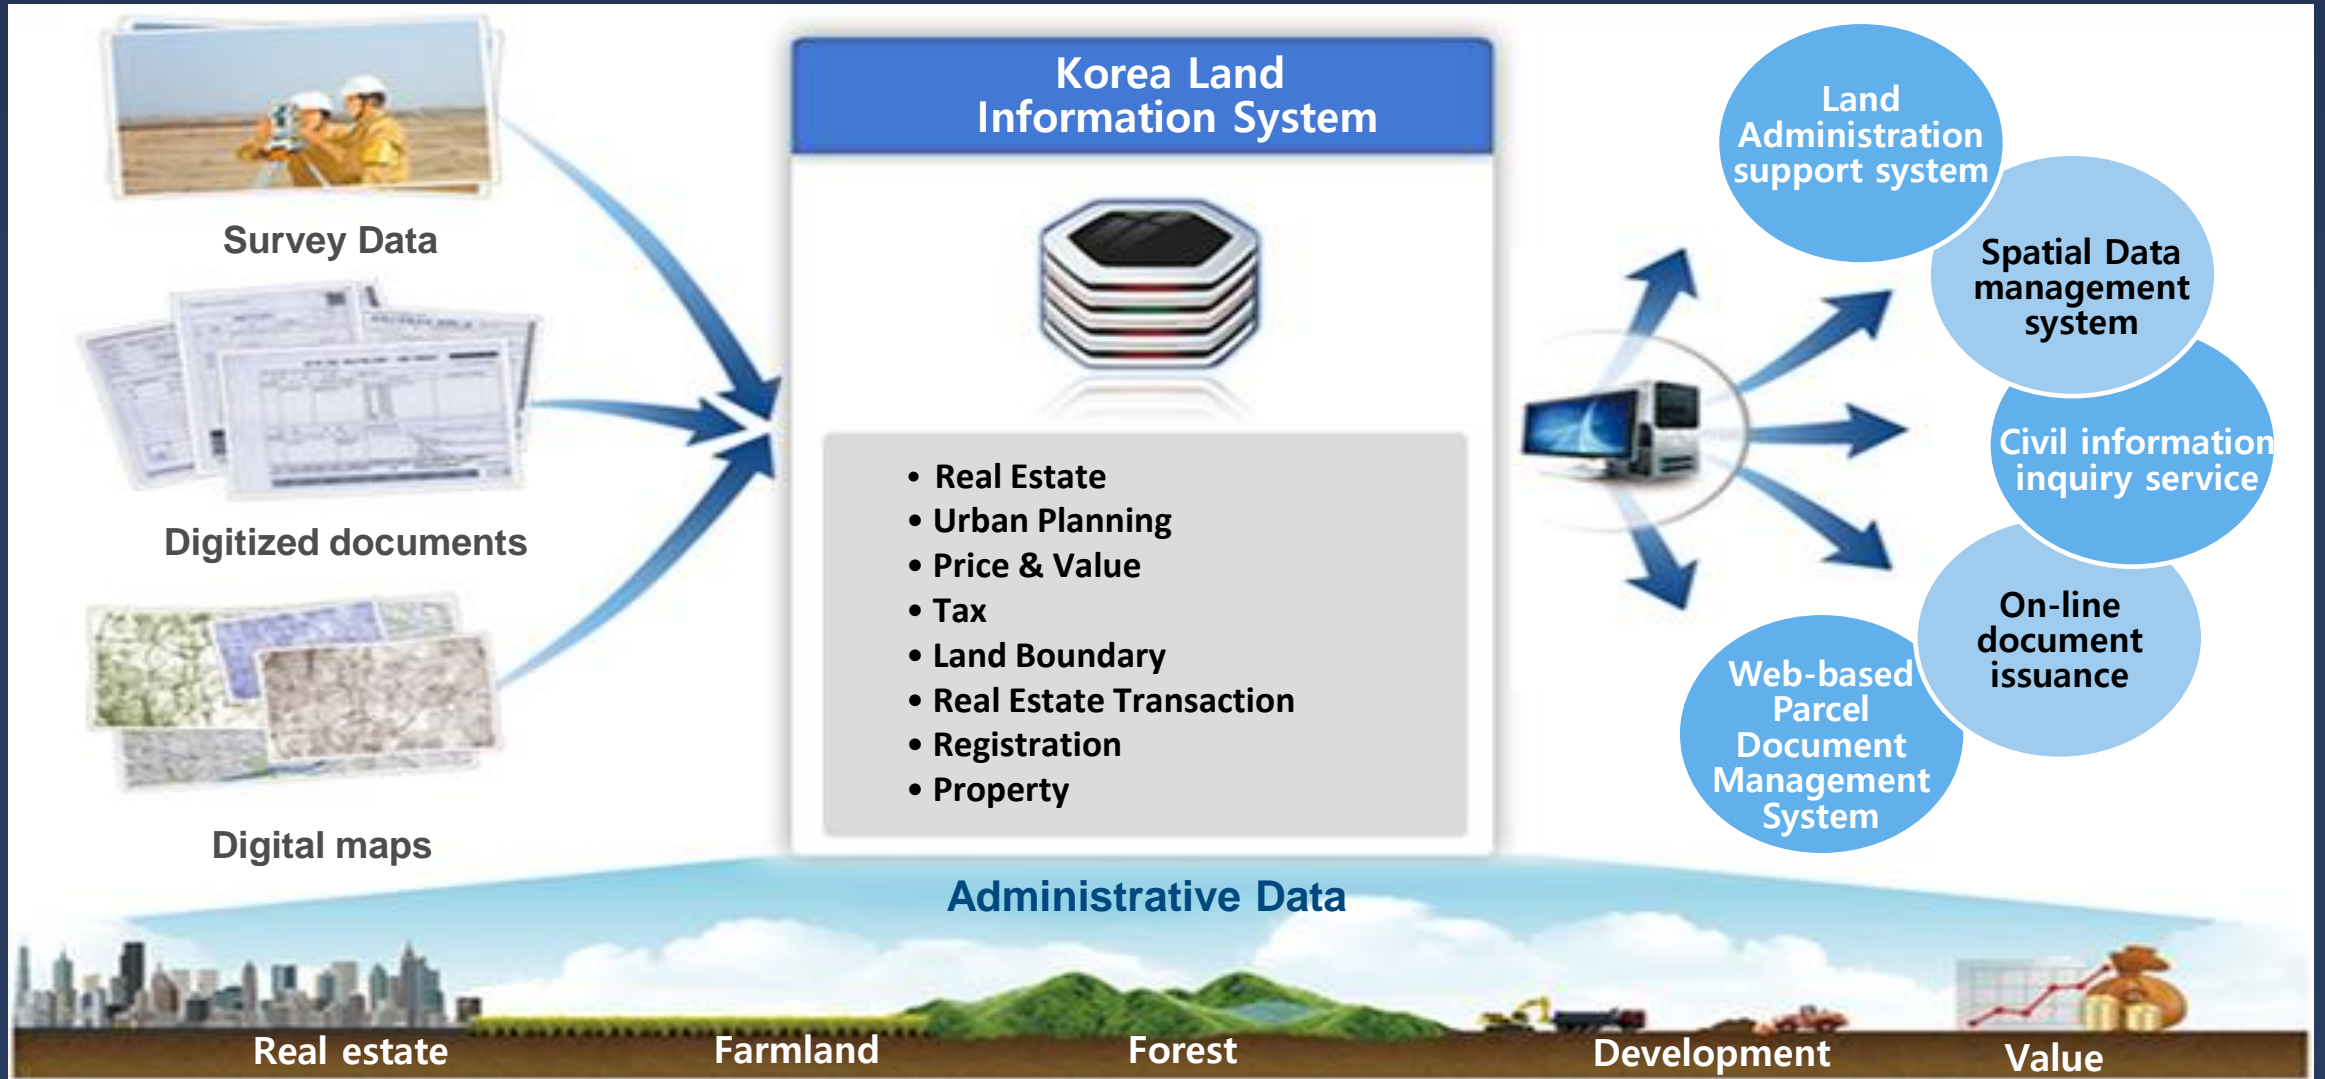 Korea Land
Information System
Survey Data
Digitized documents
Digital maps
• Real Estate
• Urban Planning
• Price & Value
• Tax
• Land Boundary
• Real Estate Transaction
• Registration
• Property
Land
Administration
support system
Spatial Data
management
system
Civil information
inquiry service
On-line
document
issuance
Web-based
Parcel
Document
Management
System
Administrative Data
Real estate
Farmland
Forest
Development
Value